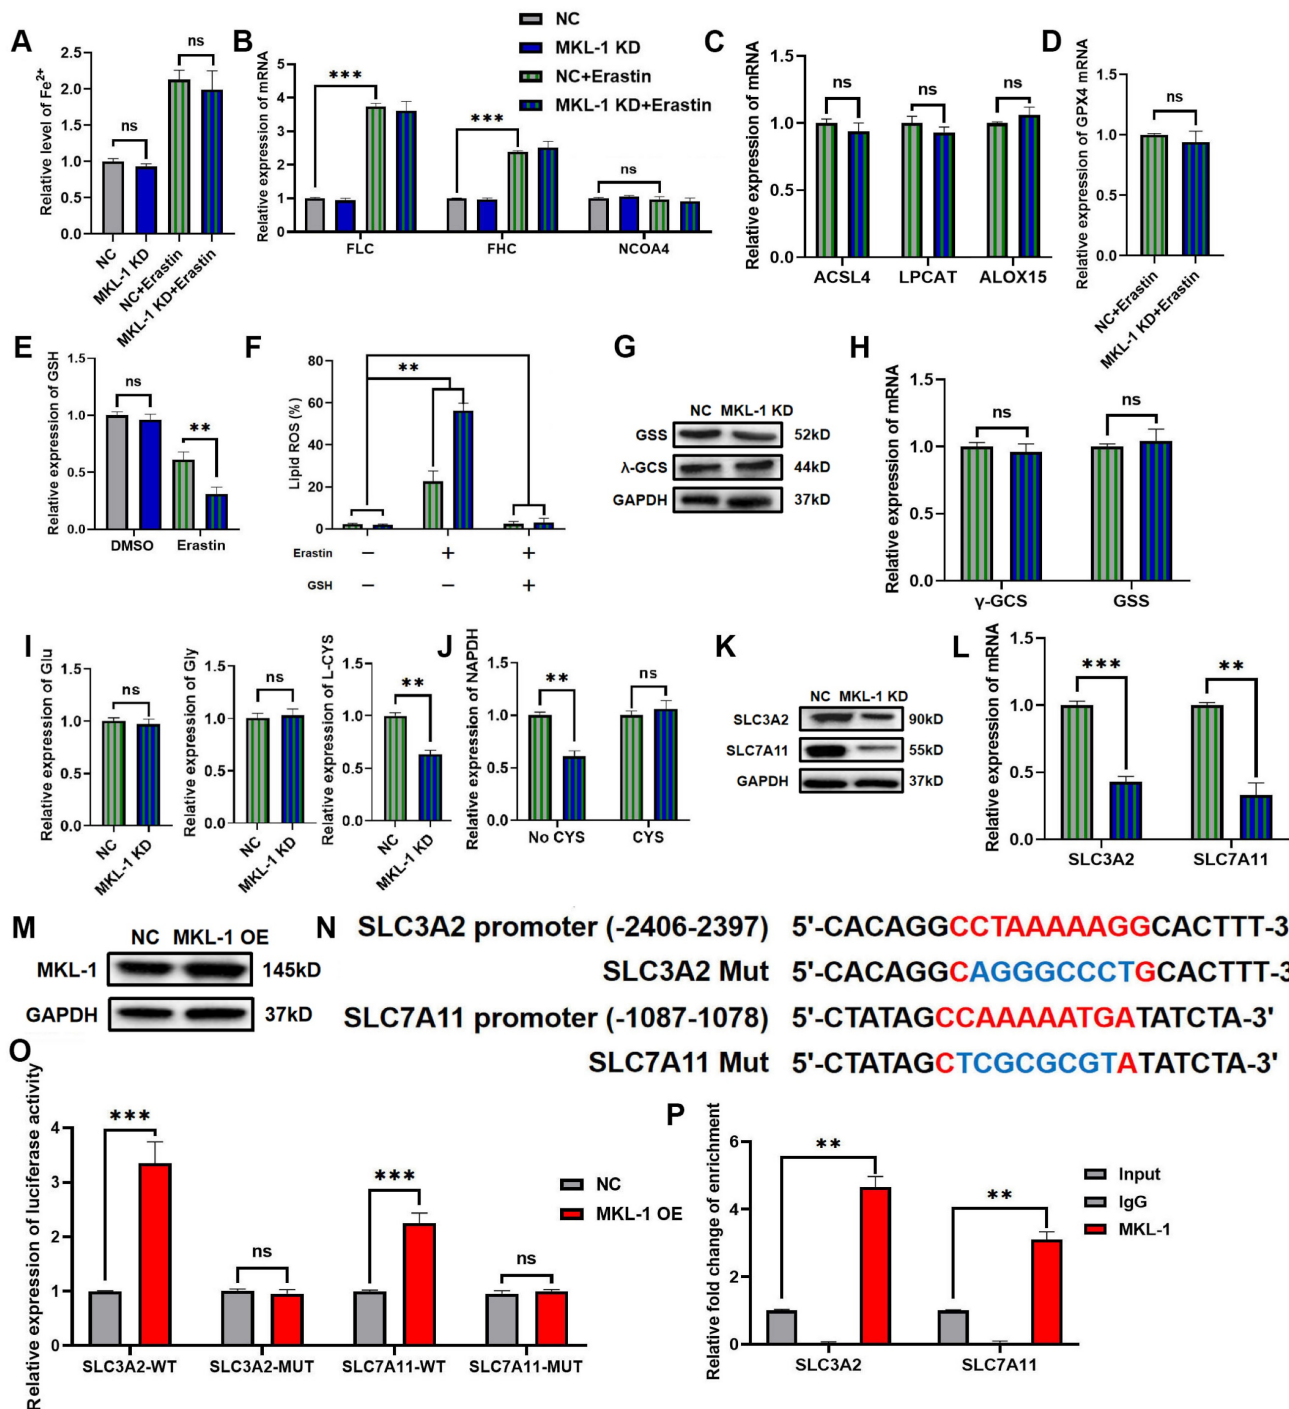 A
Relative level of Fe2+
2.5
2.0
1.5
1.0
0.5
0.0
ns
ns
NC
MKL-1 KD
NC+Erastin
MKL-1 KD+Erastin
B
Relative expression of mRNA
5
4
3
2
1
0
***
***
ns
FLC
FHC
NCOA4
NC
MKL-1 KD
NC+Erastin
MKL-1 KD+Erastin
C
Relative expression of mRNA
1.5
1.0
0.5
0.0
ns
ns
ns
ACSL4
LPCAT
ALOX15
D
Relative expression of GPX4 mRNA
1.5
1.0
0.5
0.0
ns
NC+Erastin
MKL-1 KD+Erastin
E
Relative expression of GSH
1.5
1.0
0.5
0.0
ns
**
DMSO
Erastin
F
Lipid ROS (%)
80
60
40
20
0
**
Erastin − + +
GSH − − +
G
NC MKL-1 KD
GSS 52kD
λ-GCS 44kD
GAPDH 37kD
H
Relative expression of mRNA
1.5
1.0
0.5
0.0
ns
ns
γ-GCS
GSS
I
Relative expression of Glu
1.5
1.0
0.5
0.0
ns
NC
MKL-1 KD
Relative expression of Gly
1.5
1.0
0.5
0.0
ns
NC
MKL-1 KD
Relative expression of L-CYS
1.5
1.0
0.5
0.0
**
NC
MKL-1 KD
J
Relative expression of NAPDH
1.5
1.0
0.5
0.0
**
ns
No CYS
CYS
K
NC MKL-1 KD
SLC3A2 90kD
SLC7A11 55kD
GAPDH 37kD
L
Relative expression of mRNA
1.5
1.0
0.5
0.0
***
**
SLC3A2
SLC7A11
M
NC MKL-1 OE
MKL-1 145kD
GAPDH 37kD
N
SLC3A2 promoter (-2406-2397) 5'-CACAGGCCTAAAAAGGCACTTT-3
SLC3A2 Mut 5'-CACAGGCAGGGCCCTGCACTTT-3
SLC7A11 promoter (-1087-1078) 5'-CTATAGCCAAAAATGATATCTA-3'
SLC7A11 Mut 5'-CTATAGCTCGCGCGTATATCTA-3'
O
Relative expression of luciferase activity
4
3
2
1
0
***
ns
***
ns
SLC3A2-WT
SLC3A2-MUT
SLC7A11-WT
SLC7A11-MUT
NC
MKL-1 OE
P
Relative fold change of enrichment
6
4
2
0
**
**
SLC3A2
SLC7A11
Input
IgG
MKL-1